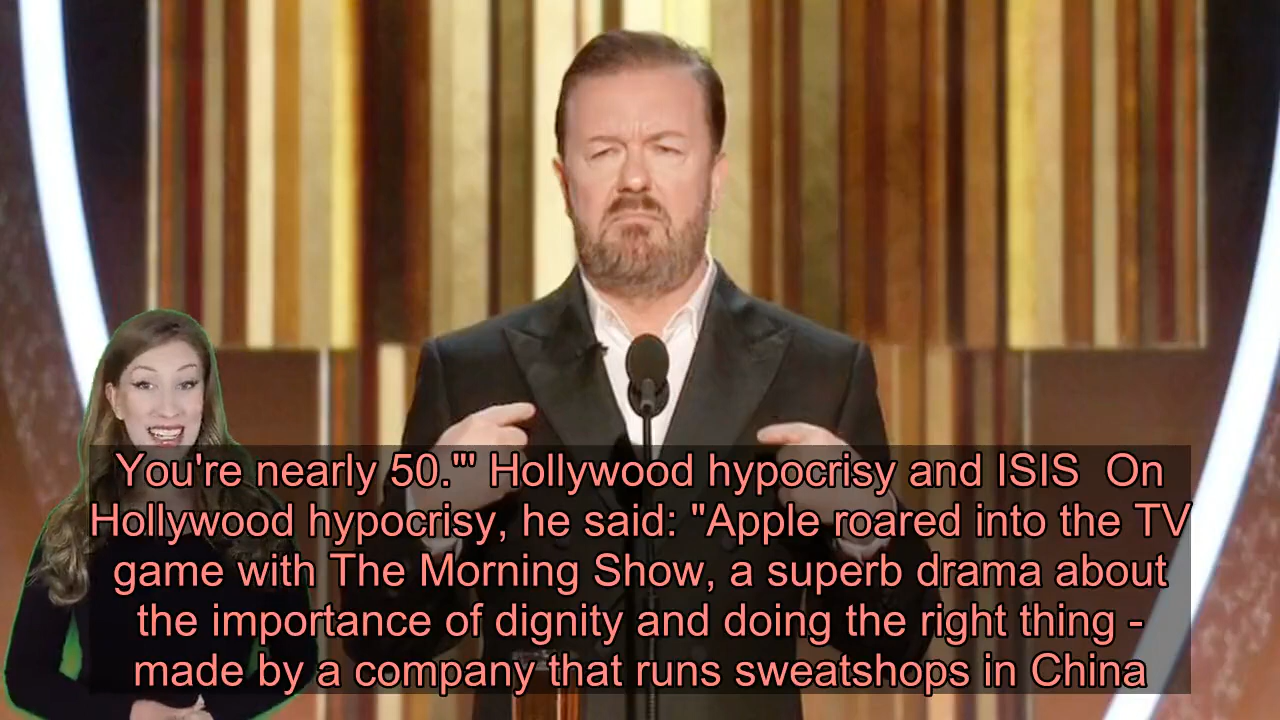 You're nearly 50."' Hollywood hypocrisy and ISIS  On
Hollywood hypocrisy, he said: "Apple roared into the TV
game with The Morning Show, a superb drama about
the importance of dignity and doing the right thing -
made by a company that runs sweatshops in China